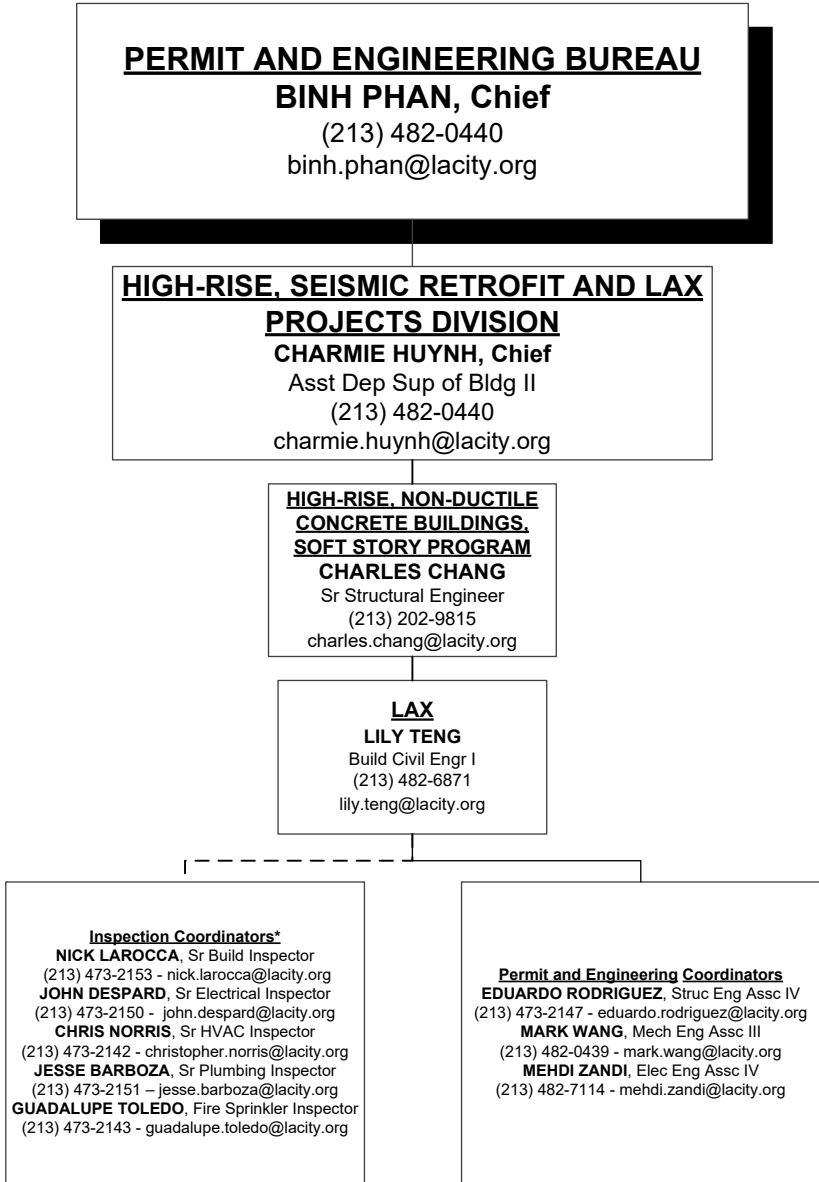 PERMIT AND ENGINEERING BUREAU
BINH PHAN, Chief
(213) 482-0440
binh.phan@lacity.org
HIGH-RISE, SEISMIC RETROFIT AND LAX
PROJECTS DIVISION
CHARMIE HUYNH, Chief
Asst Dep Sup of Bldg II
(213) 482-0440
charmie.huynh@lacity.org
HIGH-RISE, NON-DUCTILE
CONCRETE BUILDINGS,
SOFT STORY PROGRAM
CHARLES CHANG
Sr Structural Engineer
(213) 202-9815
charles.chang@lacity.org
LAX
LILY TENG
Build Civil Engr I
(213) 482-6871
lily.teng@lacity.org
Inspection Coordinators*
NICK LAROCCA, Sr Build Inspector
(213) 473-2153 - nick.larocca@lacity.org
JOHN DESPARD, Sr Electrical Inspector
(213) 473-2150 - john.despard@lacity.org
CHRIS NORRIS, Sr HVAC Inspector
(213) 473-2142 - christopher.norris@lacity.org
JESSE BARBOZA, Sr Plumbing Inspector
(213) 473-2151 – jesse.barboza@lacity.org
GUADALUPE TOLEDO, Fire Sprinkler Inspector
(213) 473-2143 - guadalupe.toledo@lacity.org
Permit and Engineering Coordinators
EDUARDO RODRIGUEZ, Struc Eng Assc IV
(213) 473-2147 - eduardo.rodriguez@lacity.org
MARK WANG, Mech Eng Assc III
(213) 482-0439 - mark.wang@lacity.org
MEHDI ZANDI, Elec Eng Assc IV
(213) 482-7114 - mehdi.zandi@lacity.org